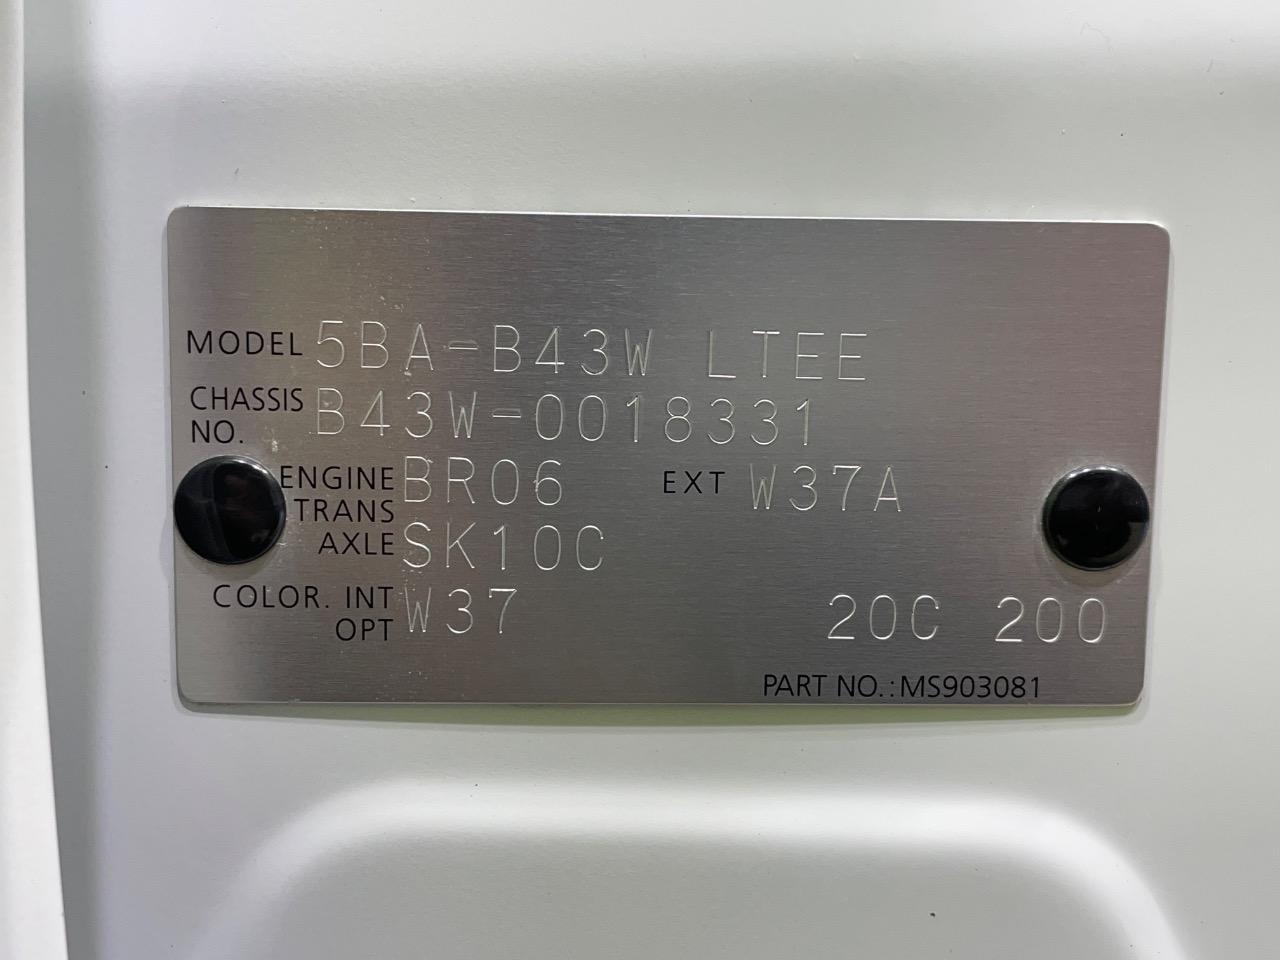 MODEL 5BA-B43W LTEE
CHASSIS NO. B43W-0018331
ENGINE BR06 EXT W37A
TRANS AXLE SK10C
COLOR. INT W37
OPT 20C 200
PART NO.:MS903081